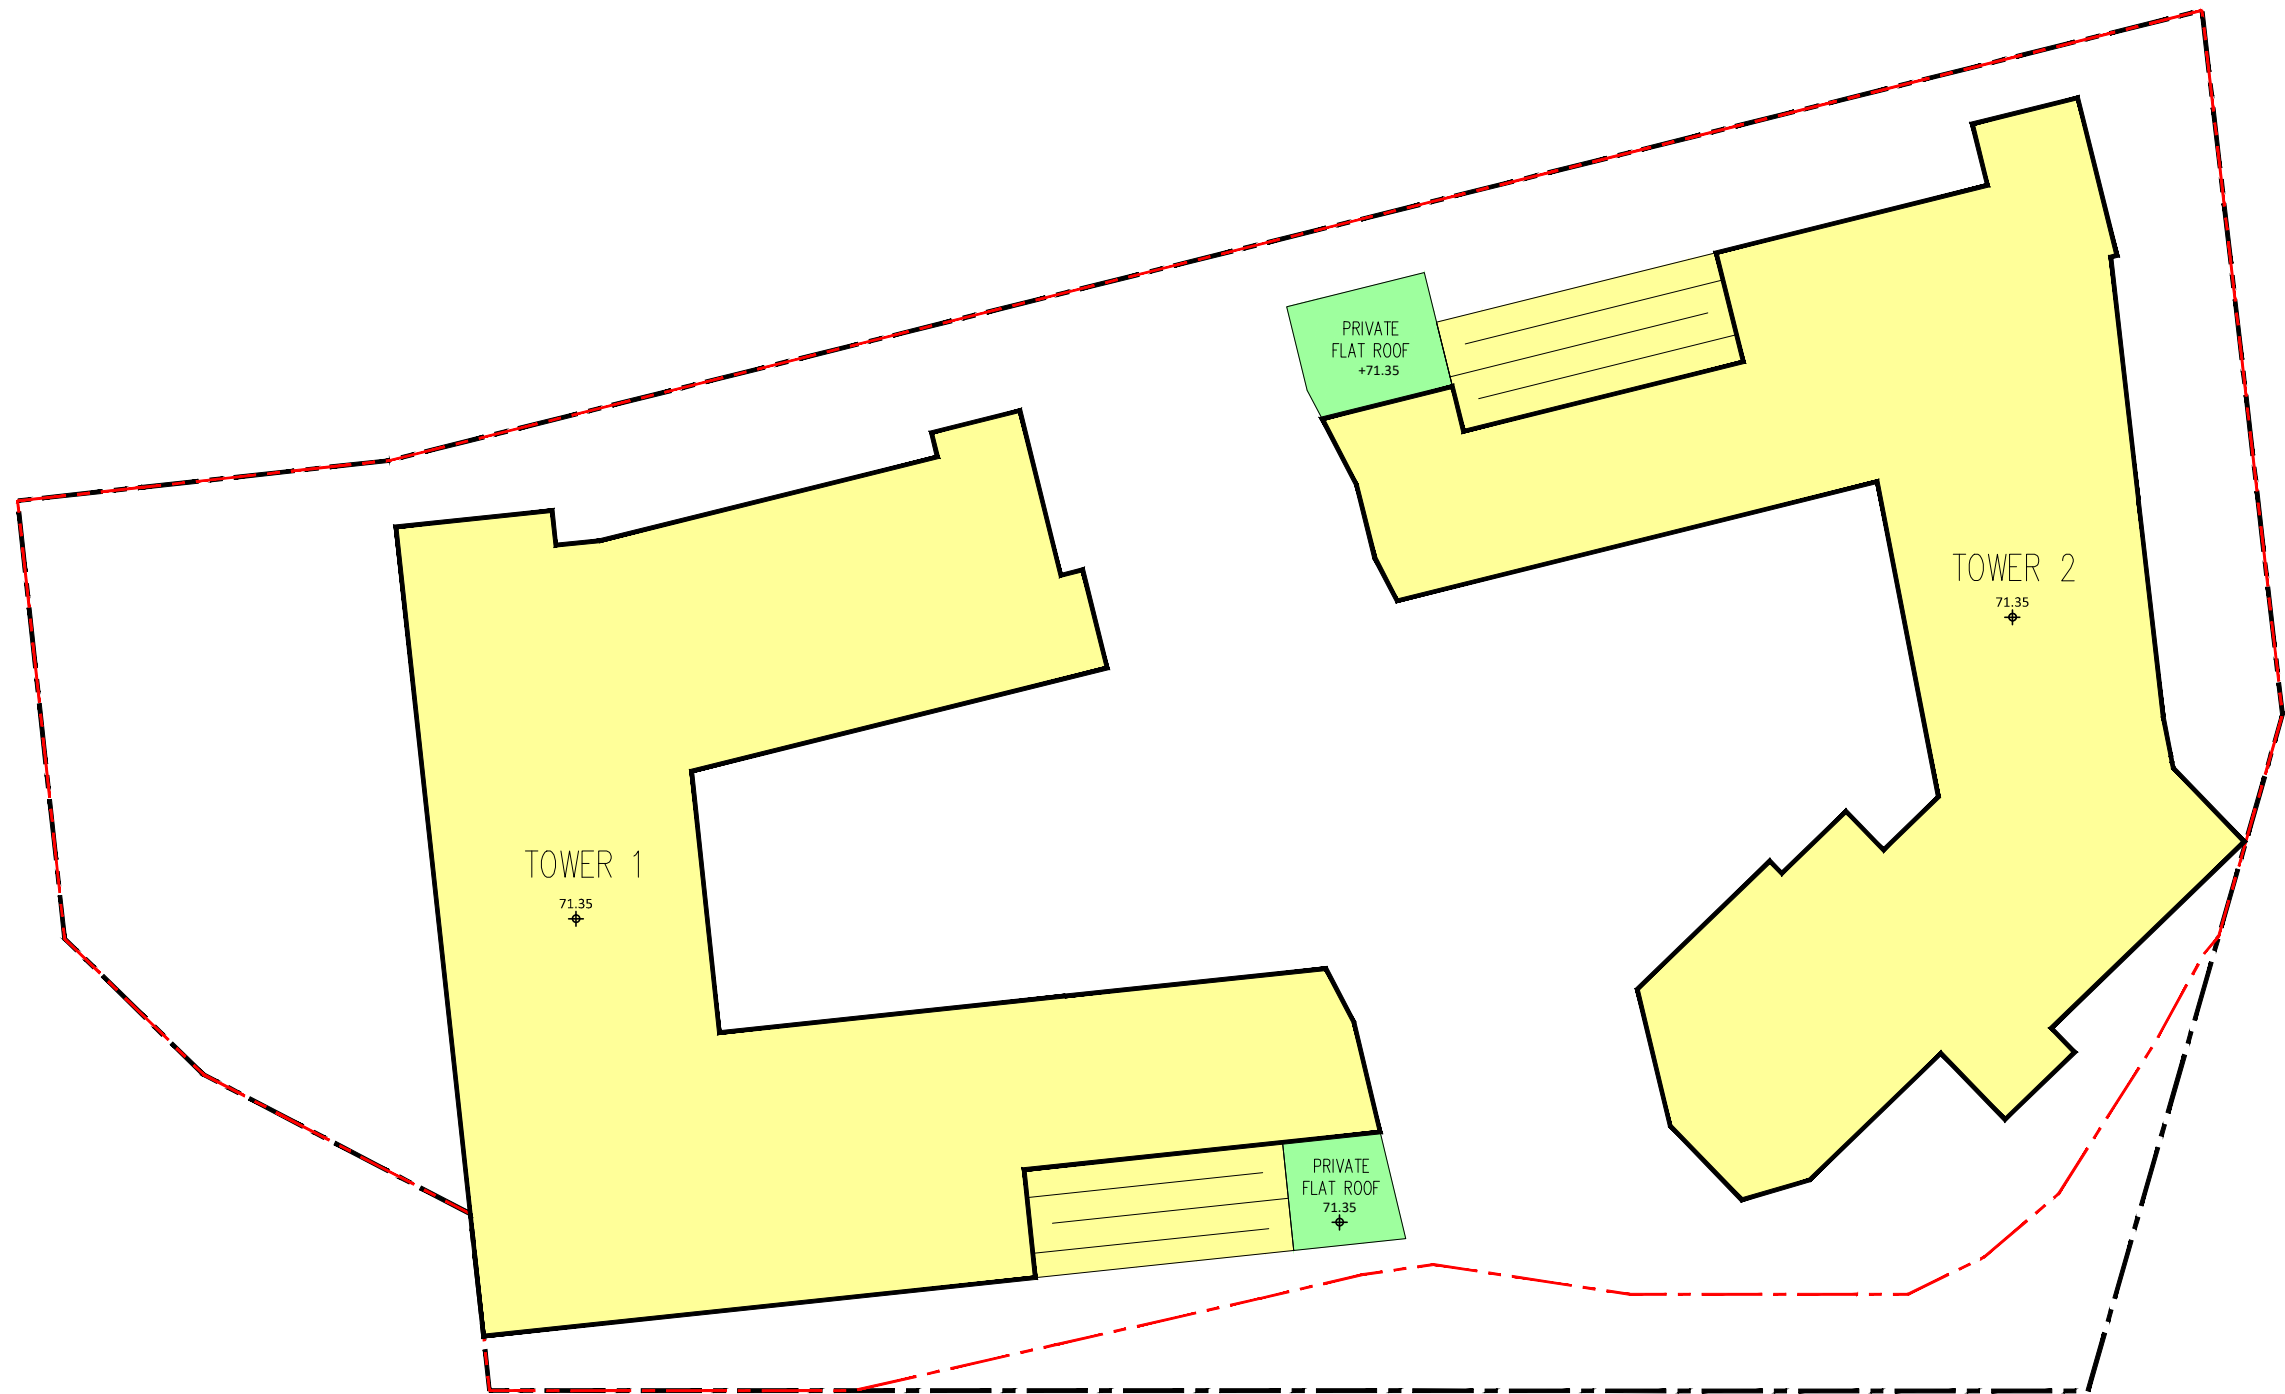 PRIVATE
FLAT ROOF
+71.35
TOWER 2
71.35
TOWER 1
71.35
PRIVATE
FLAT ROOF
71.35